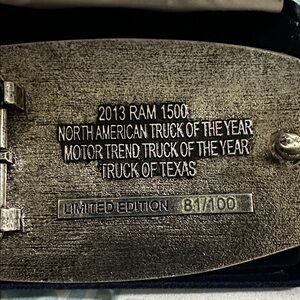 2013 RAM 1500
NORTH AMERICAN TRUCK OF THE YEAR
MOTOR TREND TRUCK OF THE YEAR
TRUCK OF TEXAS
LIMITED EDITION 81/100